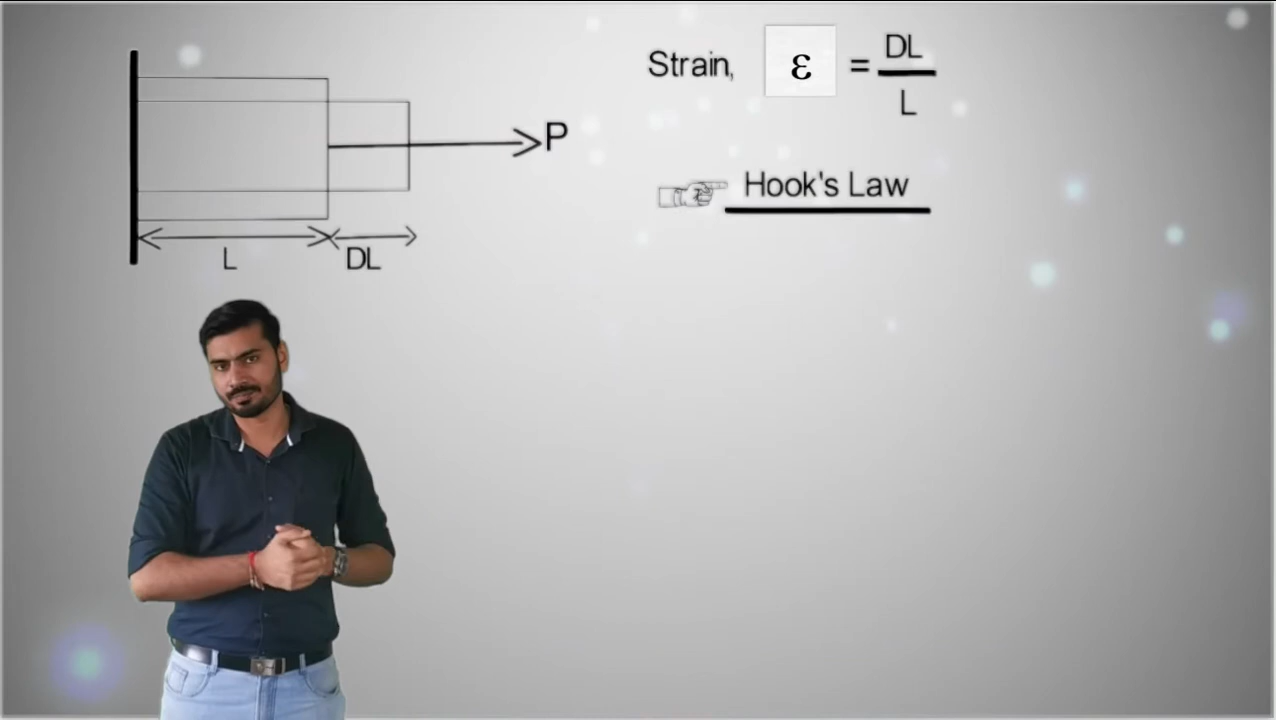 Strain, ε = DL
L
P
Hook's Law
L
DL